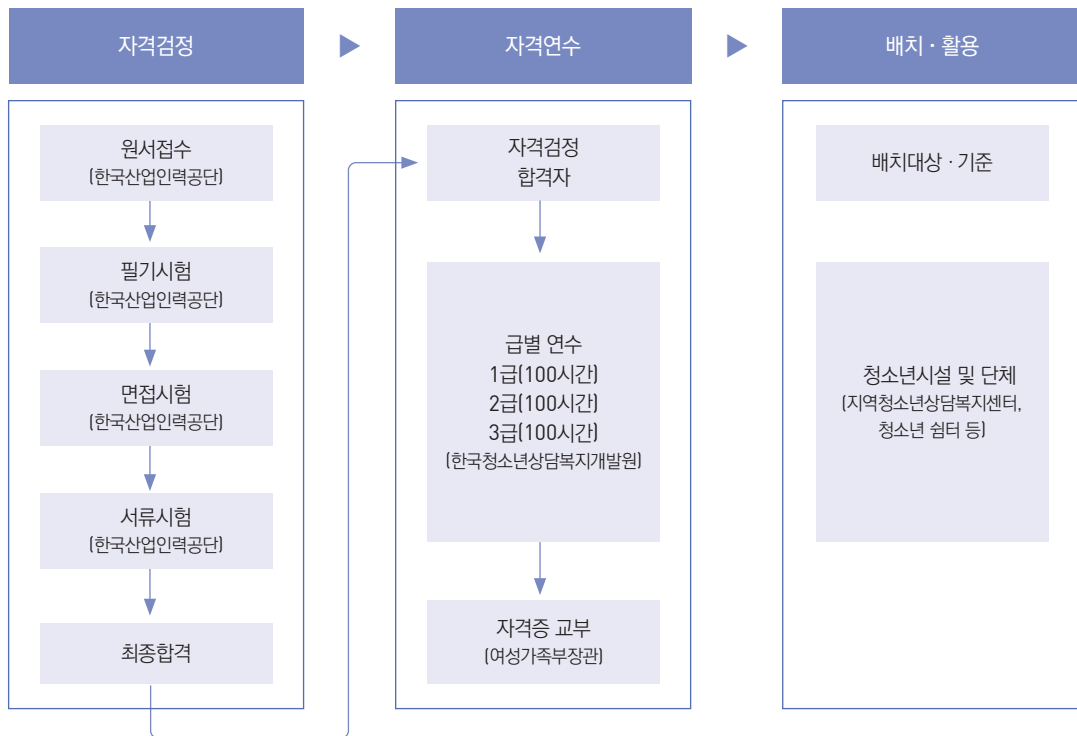 자격검정
▶
자격연수
▶
배치 · 활용
원서접수
(한국산업인력공단)
필기시험
(한국산업인력공단)
면접시험
(한국산업인력공단)
서류시험
(한국산업인력공단)
최종합격
자격검정
합격자
급별 연수
1급(100시간)
2급(100시간)
3급(100시간)
(한국청소년상담복지개발원)
자격증 교부
(여성가족부장관)
배치대상 · 기준
청소년시설 및 단체
(지역청소년상담복지센터,
청소년 쉼터 등)